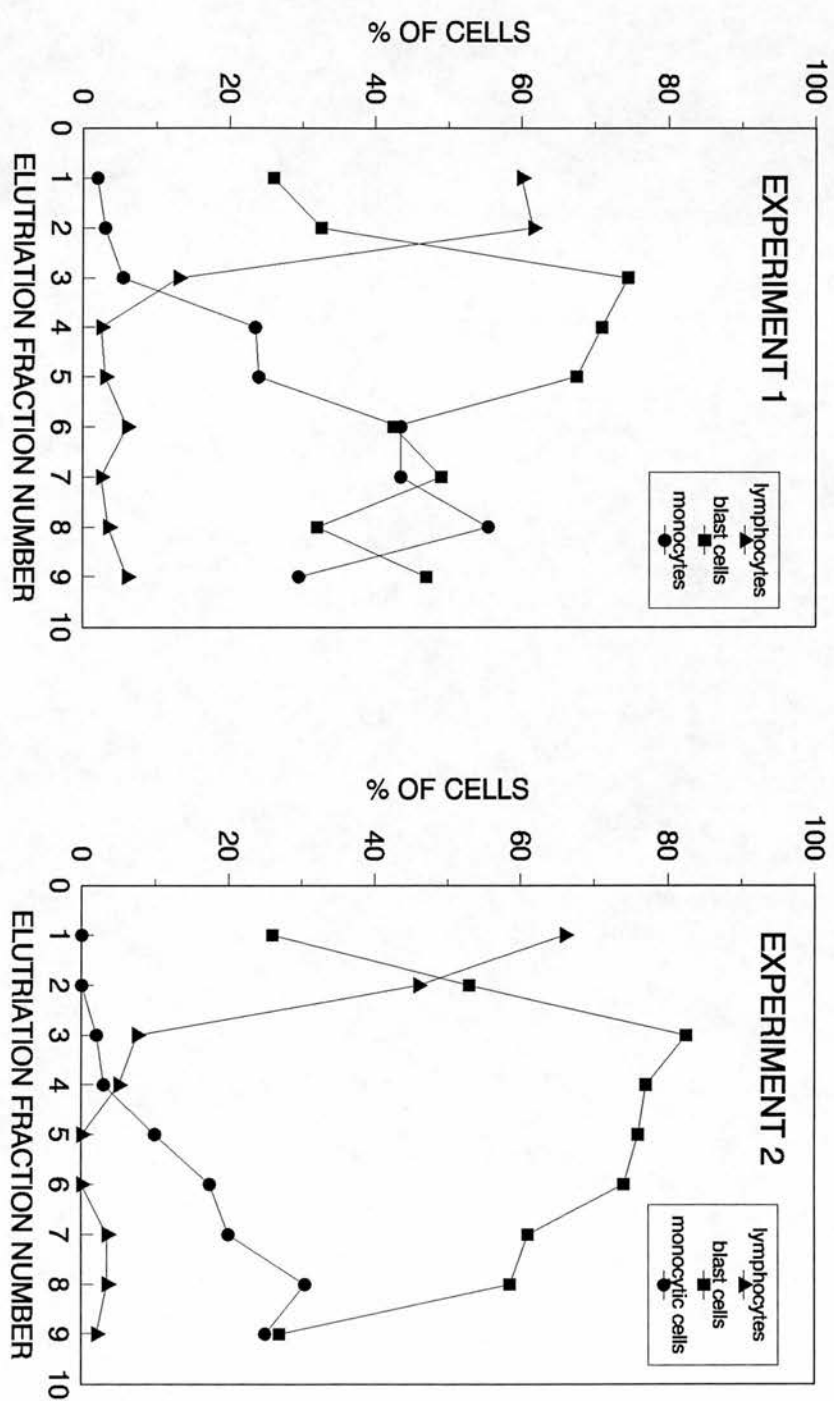 EXPERIMENT 1
lymphocytes
blast cells
monocytes
% OF CELLS
100
80
60
40
20
0
0 1 2 3 4 5 6 7 8 9 10
ELUTRIATION FRACTION NUMBER
EXPERIMENT 2
lymphocytes
blast cells
monocytic cells
% OF CELLS
100
80
60
40
20
0
0 1 2 3 4 5 6 7 8 9 10
ELUTRIATION FRACTION NUMBER